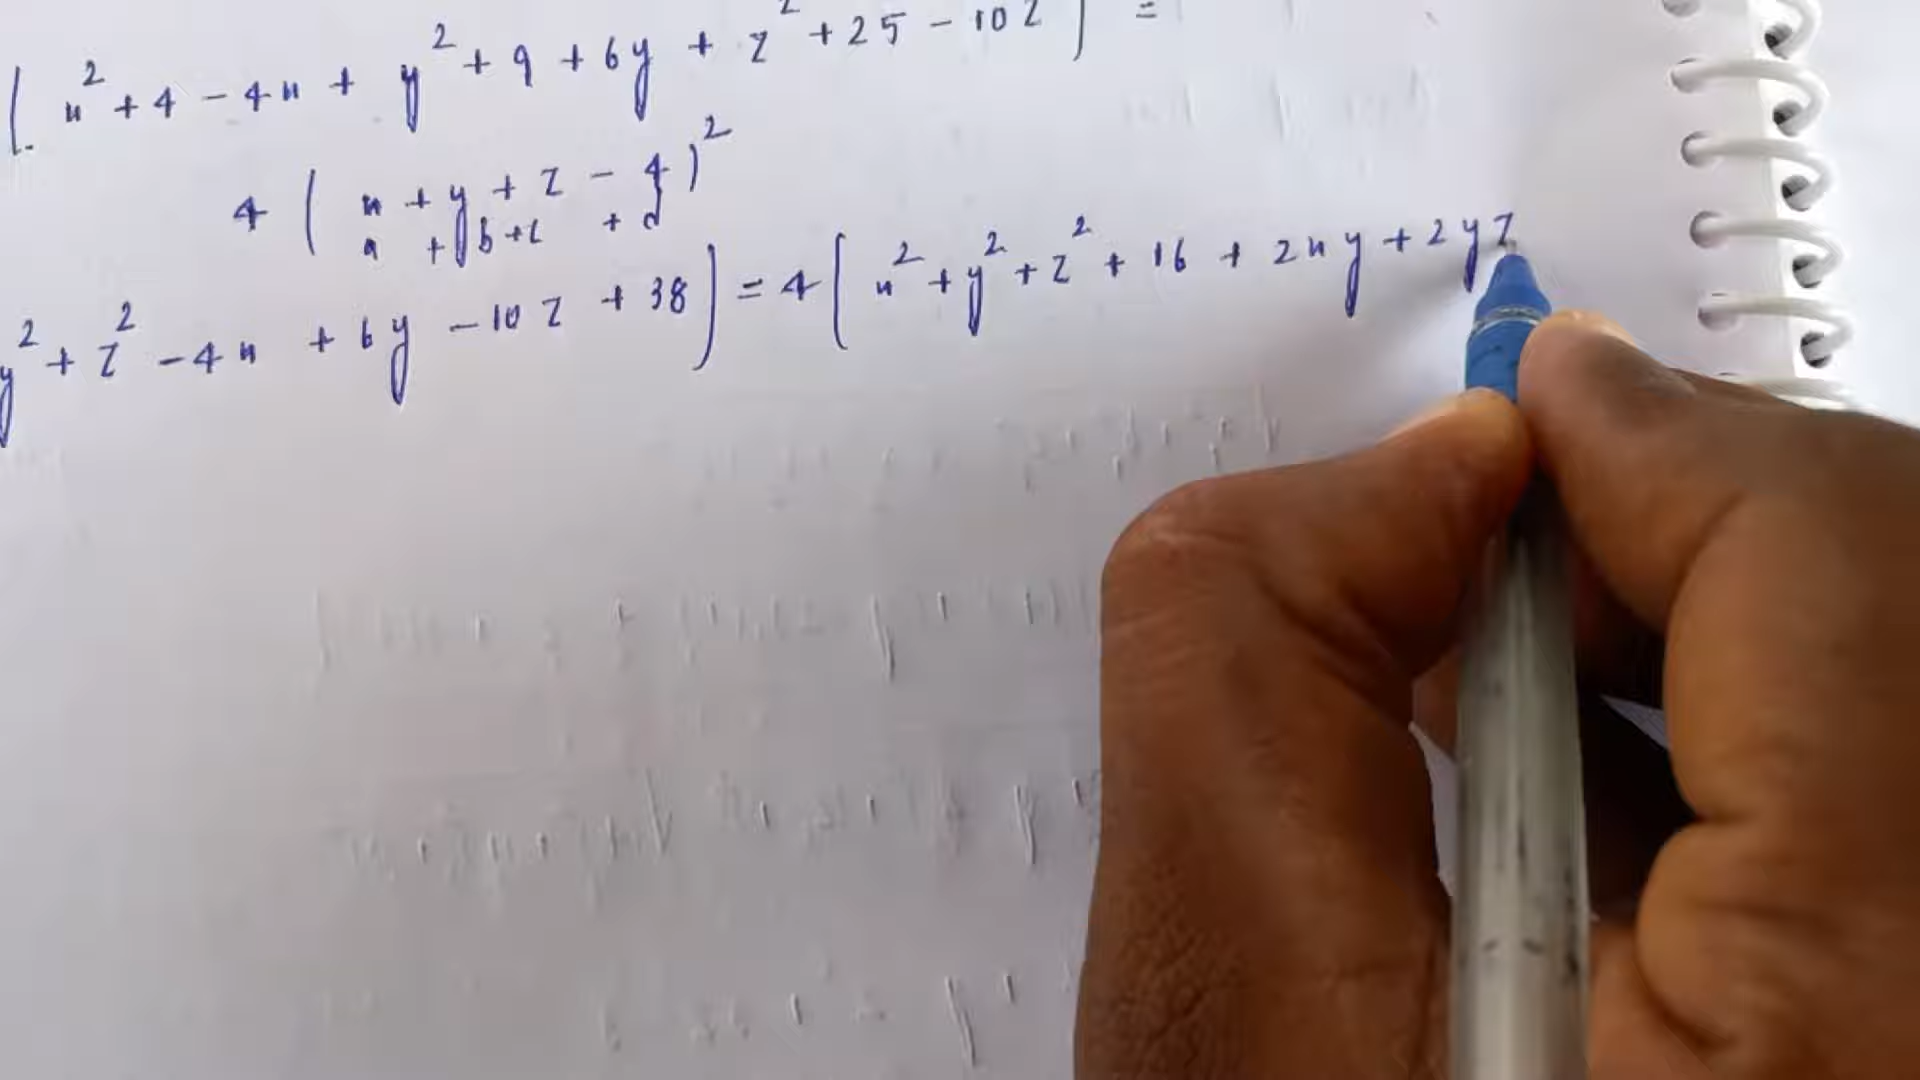 [x² + 4 - 4x + y² + 9 + 6y + z² + 25 - 10z] =
4(x + y + z - 4)²
a + b + c + d
y² + z² - 4x + 6y - 10z + 38] = 4[x² + y² + z² + 16 + 2xy + 2yz